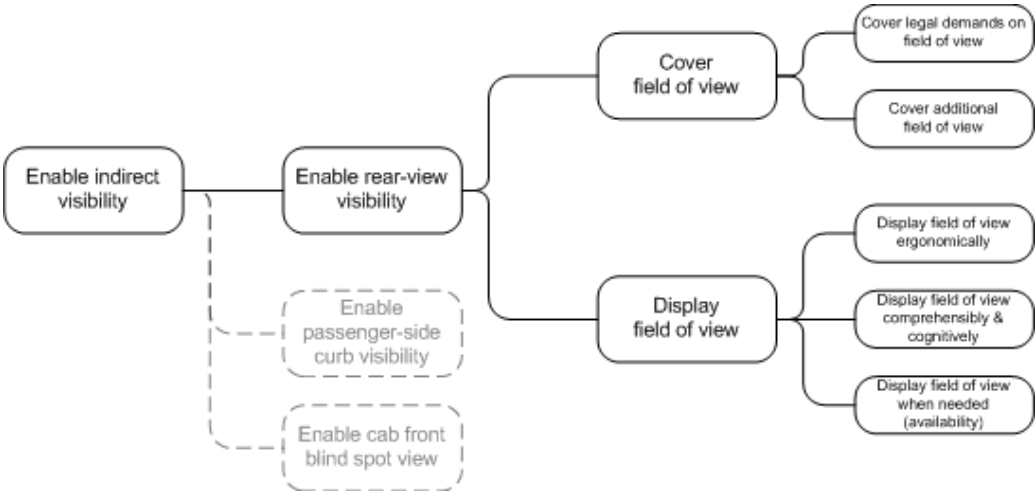 Enable indirect
visibility
Enable rear-view
visibility
Enable
passenger-side
curb visibility
Enable cab front
blind spot view
Cover
field of view
Display
field of view
Cover legal demands on
field of view
Cover additional
field of view
Display field of view
ergonomically
Display field of view
comprehensibly &
cognitively
Display field of view
when needed
(availability)